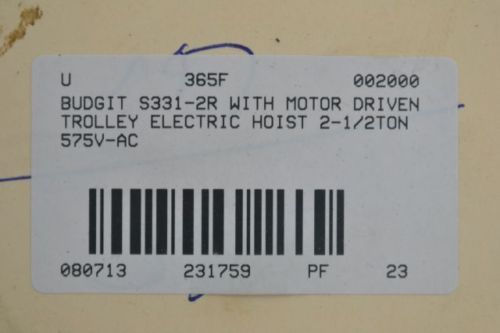 U 365F 002000
BUDGIT S331-2R WITH MOTOR DRIVEN
TROLLEY ELECTRIC HOIST 2-1/2TON
575V-AC
080713 231759 PF 23